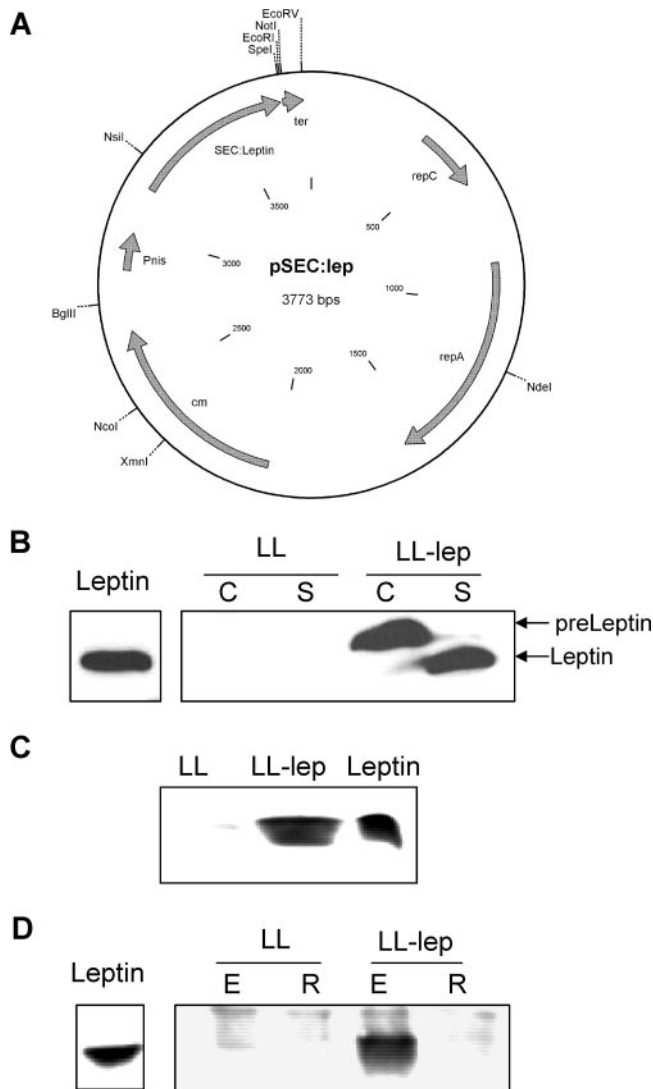 A
EcoRV
NotI
EcoRI
SpeI
NsiI
ter
SEC:Leptin
repC
3500
500
Pnis
3000
pSEC:lep
3773 bps
1000
BglII
2500
1500
repA
2000
NdeI
cm
NcoI
XmnI
B
LL
LL-lep
Leptin
C S C S
preLeptin
Leptin
C
LL LL-lep Leptin
D
LL
LL-lep
Leptin
E R E R